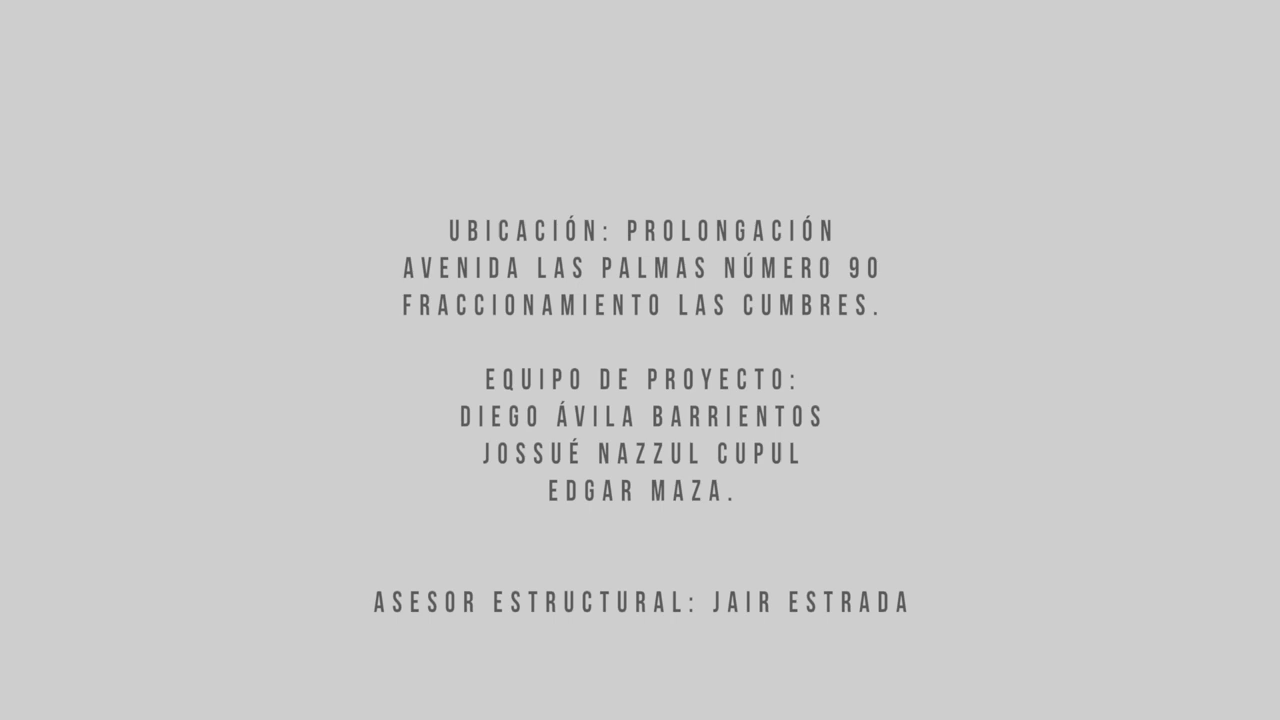 UBICACIÓN: PROLONGACIÓN
AVENIDA LAS PALMAS NÚMERO 90
FRACCIONAMIENTO LAS CUMBRES.
EQUIPO DE PROYECTO:
DIEGO ÁVILA BARRIENTOS
JOSSUÉ NAZZUL CUPUL
EDGAR MAZA.
ASESOR ESTRUCTURAL: JAIR ESTRADA